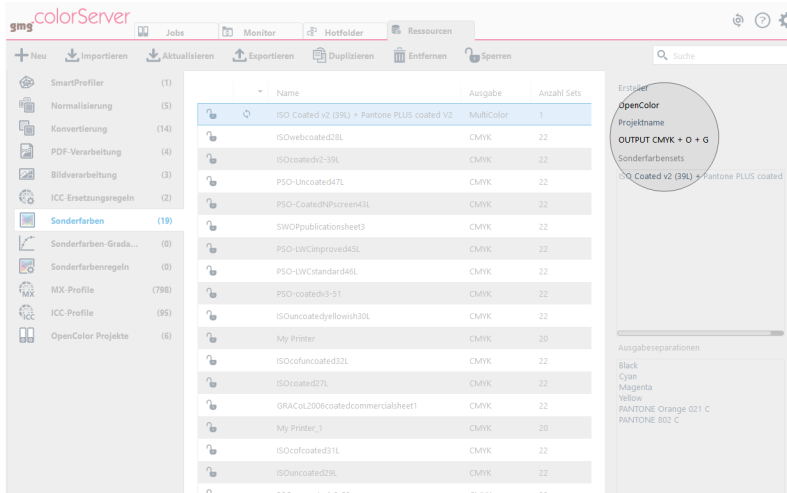 gmg colorServer
Jobs
Monitor
Hotfolder
Ressourcen
Neu
Importieren
Aktualisieren
Exportieren
Duplizieren
Entfernen
Sperren
Suche
SmartProfiler (1)
Normalisierung (5)
Konvertierung (14)
PDF-Verarbeitung (4)
Bildverarbeitung (3)
ICC-Ersetzungsregeln (2)
Sonderfarben (19)
Sonderfarben-Grada... (0)
Sonderfarbenregeln (0)
MX MX-Profile (798)
ICC ICC-Profile (95)
OpenColor Projekte (6)
Name Ausgabe Anzahl Sets
ISO Coated v2 (39L) + Pantone PLUS coated V2 MultiColor 1
ISOwebcoated28L CMYK 22
ISOcoatedv2-39L CMYK 22
PSO-Uncoated47L CMYK 22
PSO-CoatedNPscreen43L CMYK 22
SWOPpublicationsheet3 CMYK 22
PSO-LWCimproved45L CMYK 22
PSO-LWCstandard46L CMYK 22
PSO-coatedv3-51 CMYK 22
ISOuncoatedyellowish30L CMYK 22
My Printer CMYK 20
ISOcofuncoated32L CMYK 22
ISOcoated27L CMYK 22
GRACoL2006coatedcommercialsheet1 CMYK 22
My Printer_1 CMYK 20
ISOcofcoated31L CMYK 22
ISOuncoated29L CMYK 22
Ersteller
OpenColor
Projektname
OUTPUT CMYK + O + G
Sonderfarbensets
ISO Coated v2 (39L) + Pantone PLUS coated
Ausgabeseparationen
Black
Cyan
Magenta
Yellow
PANTONE Orange 021 C
PANTONE 802 C